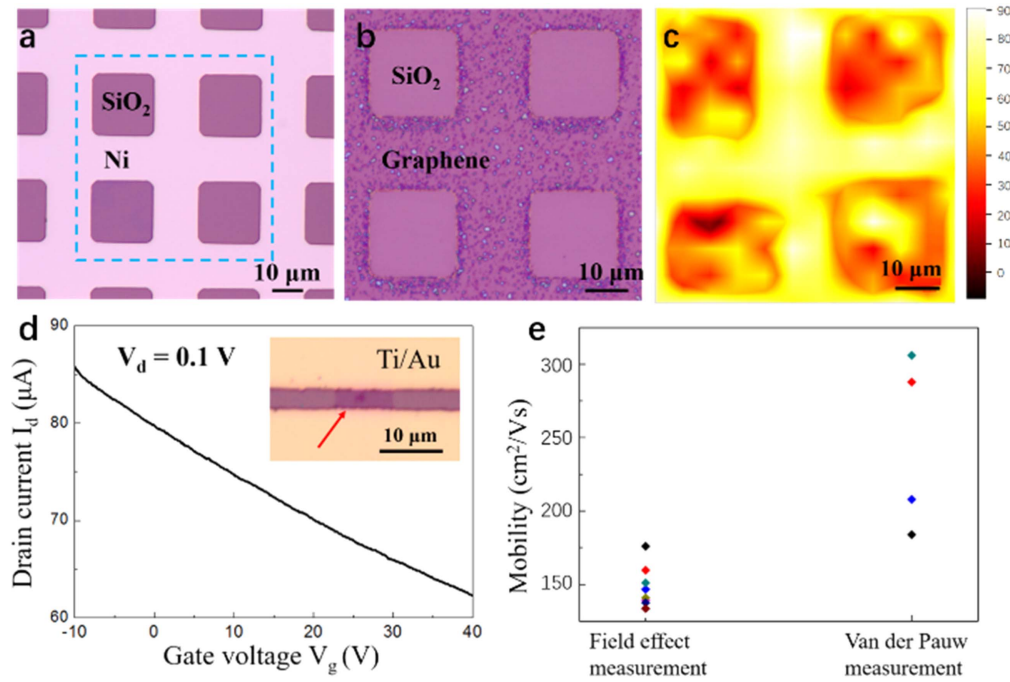 a
SiO2
Ni
10 μm
b
SiO2
Graphene
10 μm
c
10 μm
90
80
70
60
50
40
30
20
10
0
d
Vd = 0.1 V
Ti/Au
10 μm
Drain current Id (μA)
90
80
70
60
-10
0
10
20
30
40
Gate voltage Vg (V)
e
Mobility (cm²/Vs)
300
250
200
150
Field effect
measurement
Van der Pauw
measurement